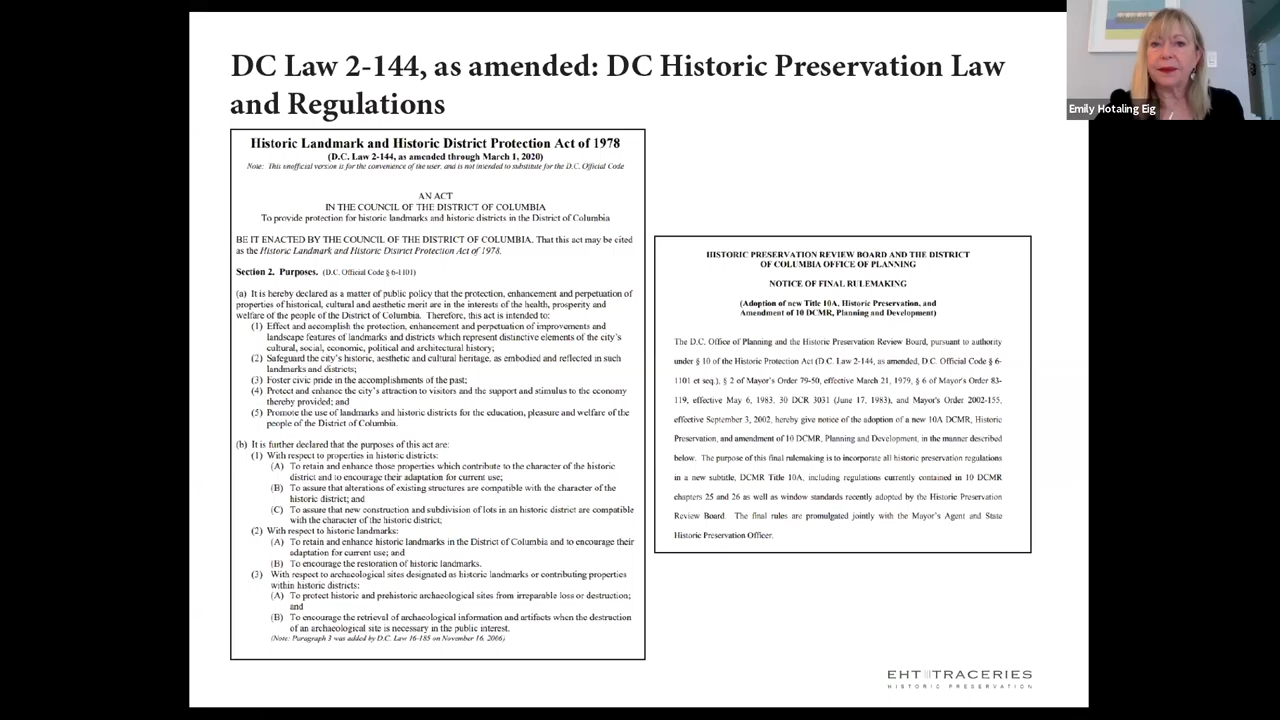 DC Law 2-144, as amended: DC Historic Preservation Law
and Regulations
Historic Landmark and Historic District Protection Act of 1978
(D.C. Law 2-144, as amended through March 1, 2020)
Note: This unofficial version is for the convenience of the user, and is not intended to substitute for the D.C. Official Code
AN ACT
IN THE COUNCIL OF THE DISTRICT OF COLUMBIA
To provide protection for historic landmarks and historic districts in the District of Columbia
BE IT ENACTED BY THE COUNCIL OF THE DISTRICT OF COLUMBIA. That this act may be cited
as the Historic Landmark and Historic District Protection Act of 1978.
Section 2. Purposes. (D.C. Official Code § 6-1101)
(a) It is hereby declared as a matter of public policy that the protection, enhancement and perpetuation of
properties of historical, cultural and aesthetic merit are in the interests of the health, prosperity and
welfare of the people of the District of Columbia. Therefore, this act is intended to:
(1) Effect and accomplish the protection, enhancement and perpetuation of improvements and
landscape features of landmarks and districts which represent distinctive elements of the city's
cultural, social, economic, political and architectural history;
(2) Safeguard the city's historic, aesthetic and cultural heritage, as embodied and reflected in such
landmarks and districts;
(3) Foster civic pride in the accomplishments of the past;
(4) Protect and enhance the city's attraction to visitors and the support and stimulus to the economy
thereby provided; and
(5) Promote the use of landmarks and historic districts for the education, pleasure and welfare of the
people of the District of Columbia.
(b) It is further declared that the purposes of this act are:
(1) With respect to properties in historic districts:
(A) To retain and enhance those properties which contribute to the character of the historic
district and to encourage their adaptation for current use;
(B) To assure that alterations of existing structures are compatible with the character of the
historic district; and
(C) To assure that new construction and subdivision of lots in an historic district are compatible
with the character of the historic district;
(2) With respect to historic landmarks:
(A) To retain and enhance historic landmarks in the District of Columbia and to encourage their
adaptation for current use; and
(B) To encourage the restoration of historic landmarks.
(3) With respect to archaeological sites designated as historic landmarks or contributing properties
within historic districts:
(A) To protect historic and prehistoric archaeological sites from irreparable loss or destruction;
and
(B) To encourage the retrieval of archaeological information and artifacts when the destruction
of an archaeological site is necessary in the public interest.
(Note: Paragraph 3 was added by D.C. Law 16-185 on November 16, 2006)
HISTORIC PRESERVATION REVIEW BOARD AND THE DISTRICT
OF COLUMBIA OFFICE OF PLANNING
NOTICE OF FINAL RULEMAKING
(Adoption of new Title 10A, Historic Preservation, and
Amendment of 10 DCMR, Planning and Development)
The D.C. Office of Planning and the Historic Preservation Review Board, pursuant to authority
under § 10 of the Historic Protection Act (D.C. Law 2-144, as amended, D.C. Official Code § 6-
1101 et seq.), § 2 of Mayor's Order 79-50, effective March 21, 1979, § 6 of Mayor's Order 83-
119, effective May 6, 1983, 30 DCR 3031 (June 17, 1983), and Mayor's Order 2002-155,
effective September 3, 2002, hereby give notice of the adoption of a new 10A DCMR, Historic
Preservation, and amendment of 10 DCMR, Planning and Development, in the manner described
below. The purpose of this final rulemaking is to incorporate all historic preservation regulations
in a new subtitle, DCMR Title 10A, including regulations currently contained in 10 DCMR
chapters 25 and 26 as well as window standards recently adopted by the Historic Preservation
Review Board. The final rules are promulgated jointly with the Mayor's Agent and State
Historic Preservation Officer.
EHT TRACERIES
HISTORIC PRESERVATION
Emily Hotaling Eig